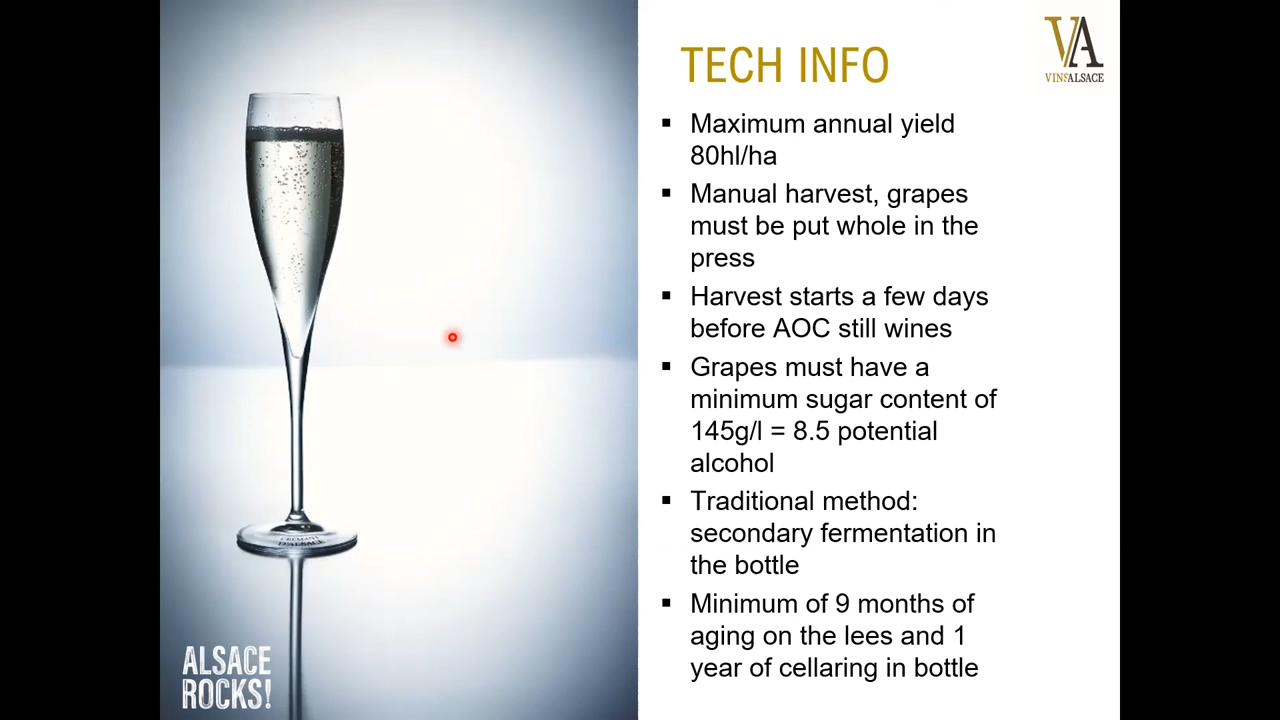 TECH INFO
VA
VINSALSACE
▪ Maximum annual yield
80hl/ha
▪ Manual harvest, grapes
must be put whole in the
press
▪ Harvest starts a few days
before AOC still wines
▪ Grapes must have a
minimum sugar content of
145g/l = 8.5 potential
alcohol
▪ Traditional method:
secondary fermentation in
the bottle
▪ Minimum of 9 months of
aging on the lees and 1
year of cellaring in bottle
CRÉMANT
D'ALSACE
ALSACE
ROCKS!